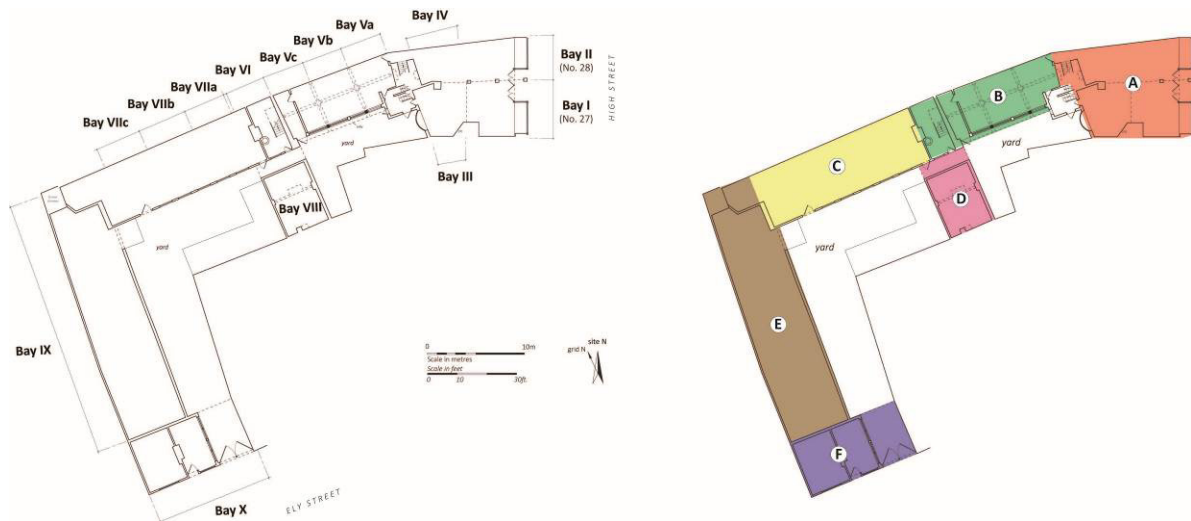 Bay IV
Bay Va
Bay Vb
Bay Vc
Bay VI
Bay VIIa
Bay VIIb
Bay VIIc
Bay II
(No. 28)
Bay I
(No. 27)
HIGH STREET
Bay III
yard
Bay VIII
yard
Bay IX
Bay X
ELY STREET
0 10m
Scale in metres
Scale in feet
0 10 30ft.
site N
grid N
A
B
yard
C
D
yard
E
F